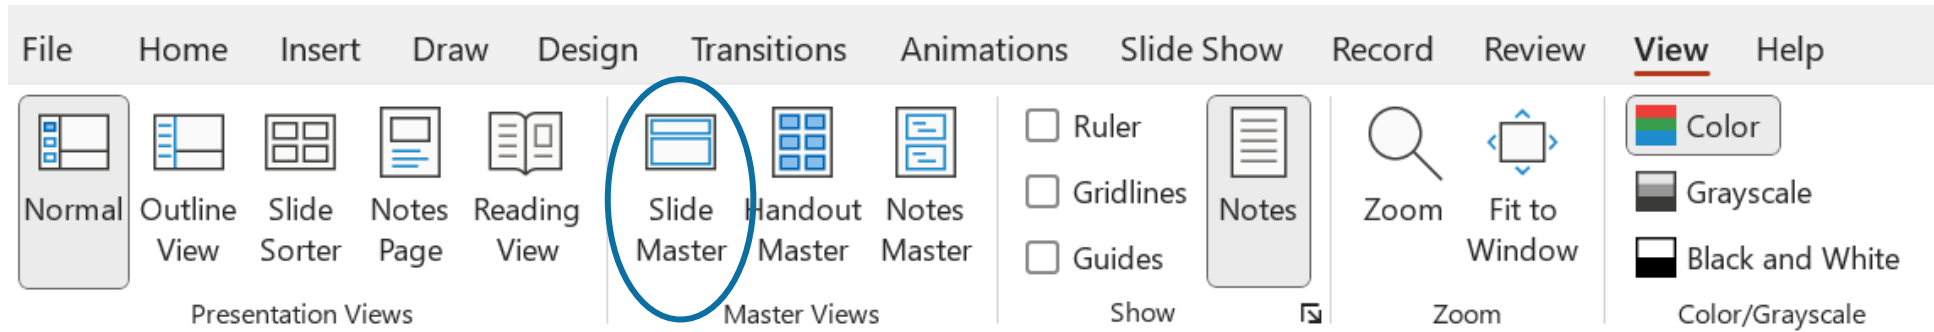 File Home Insert Draw Design Transitions Animations Slide Show Record Review View Help
Normal
Outline
View
Slide
Sorter
Notes
Page
Reading
View
Presentation Views
Slide
Master
Handout
Master
Notes
Master
Master Views
Ruler
Gridlines
Guides
Notes
Show
Zoom
Fit to
Window
Zoom
Color
Grayscale
Black and White
Color/Grayscale